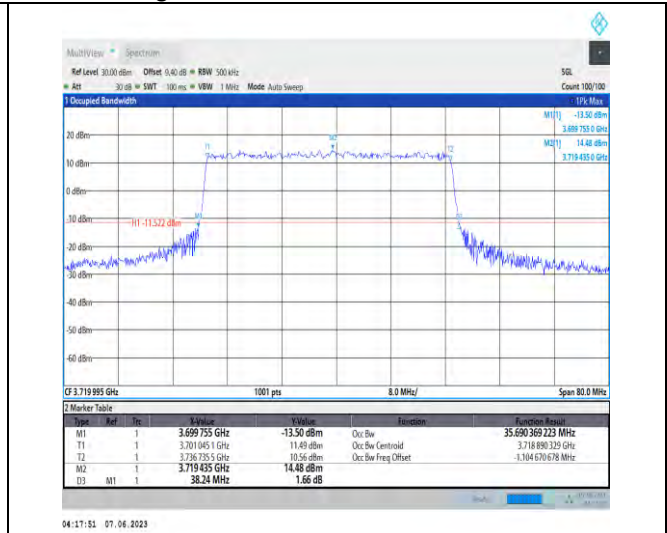 MultiView Spectrum
Ref Level 30.00 dBm Offset 9.40 dB RBW 500 kHz SGL
Att 30 dB SWT 100 ms VBW 1 MHz Mode Auto Sweep Count 100/100
1 Occupied Bandwidth 1Pk Max
M1[1] -13.50 dBm
3.699 755 0 GHz
M2[1] 14.48 dBm
3.719 435 0 GHz
20 dBm
T1 M2 T2
10 dBm
0 dBm
-10 dBm
H1 -11.522 dBm
-20 dBm
-30 dBm
-40 dBm
-50 dBm
-60 dBm
CF 3.719 995 GHz 1001 pts 8.0 MHz/ Span 80.0 MHz
2 Marker Table
Type Ref Trc X-Value Y-Value Function Function Result
M1 1 3.699 755 GHz -13.50 dBm Occ Bw 35.690 369 223 MHz
T1 1 3.701 045 1 GHz 11.49 dBm Occ Bw Centroid 3.718 890 329 GHz
T2 1 3.736 735 5 GHz 10.56 dBm Occ Bw Freq Offset -1.104 670 678 MHz
M2 1 3.719 435 GHz 14.48 dBm
D3 M1 1 38.24 MHz 1.66 dB
04:17:51 07.06.2023